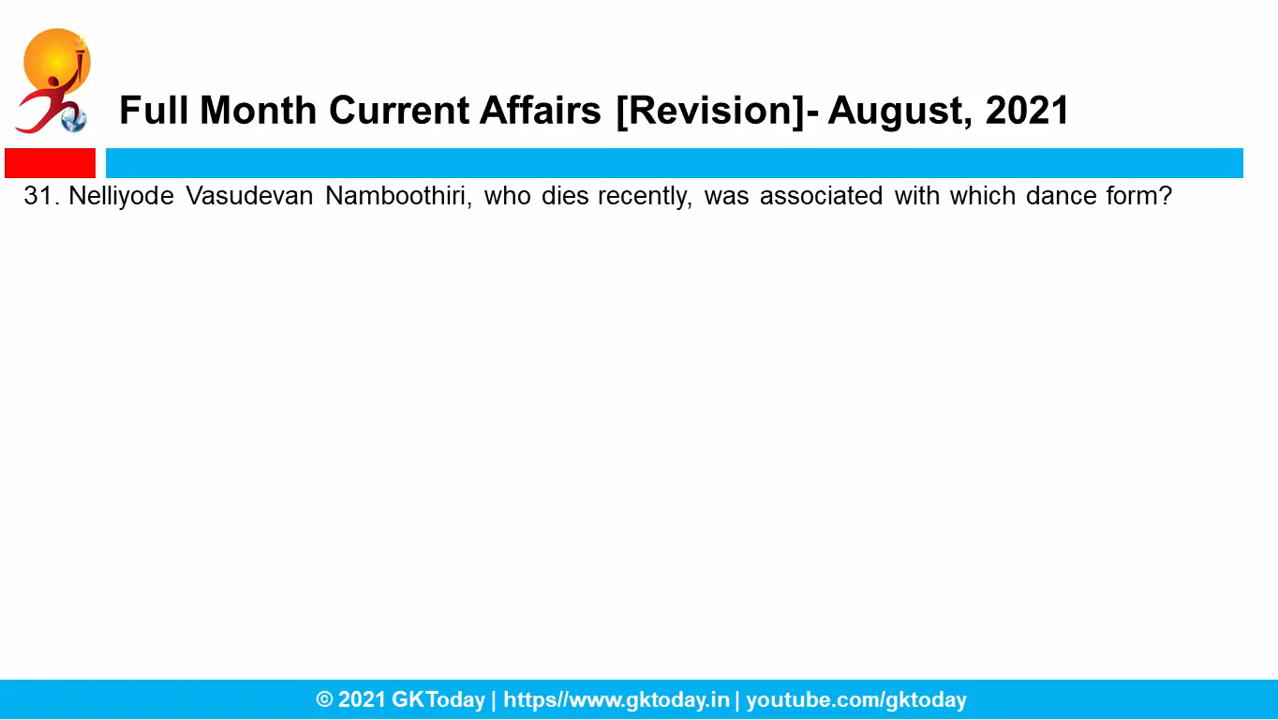 Full Month Current Affairs [Revision]- August, 2021
31. Nelliyode Vasudevan Namboothiri, who dies recently, was associated with which dance form?
© 2021 GKToday | https//www.gktoday.in | youtube.com/gktoday